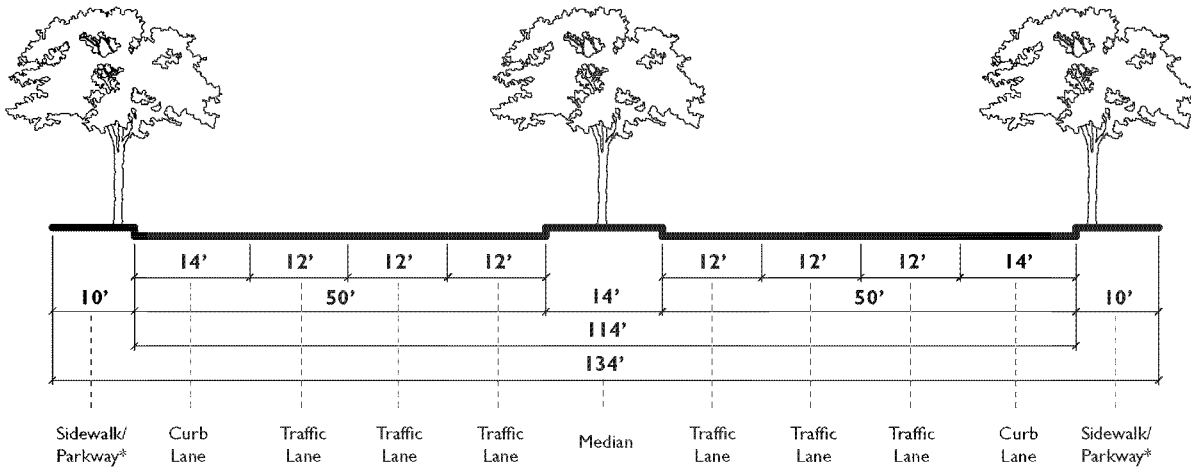 14' 12' 12' 12' 12' 12' 12' 14'
10' 50' 14' 50' 10'
114'
134'
Sidewalk/ Curb Traffic Traffic Traffic Median Traffic Traffic Traffic Curb Sidewalk/
Parkway* Lane Lane Lane Lane Lane Lane Lane Lane Parkway*